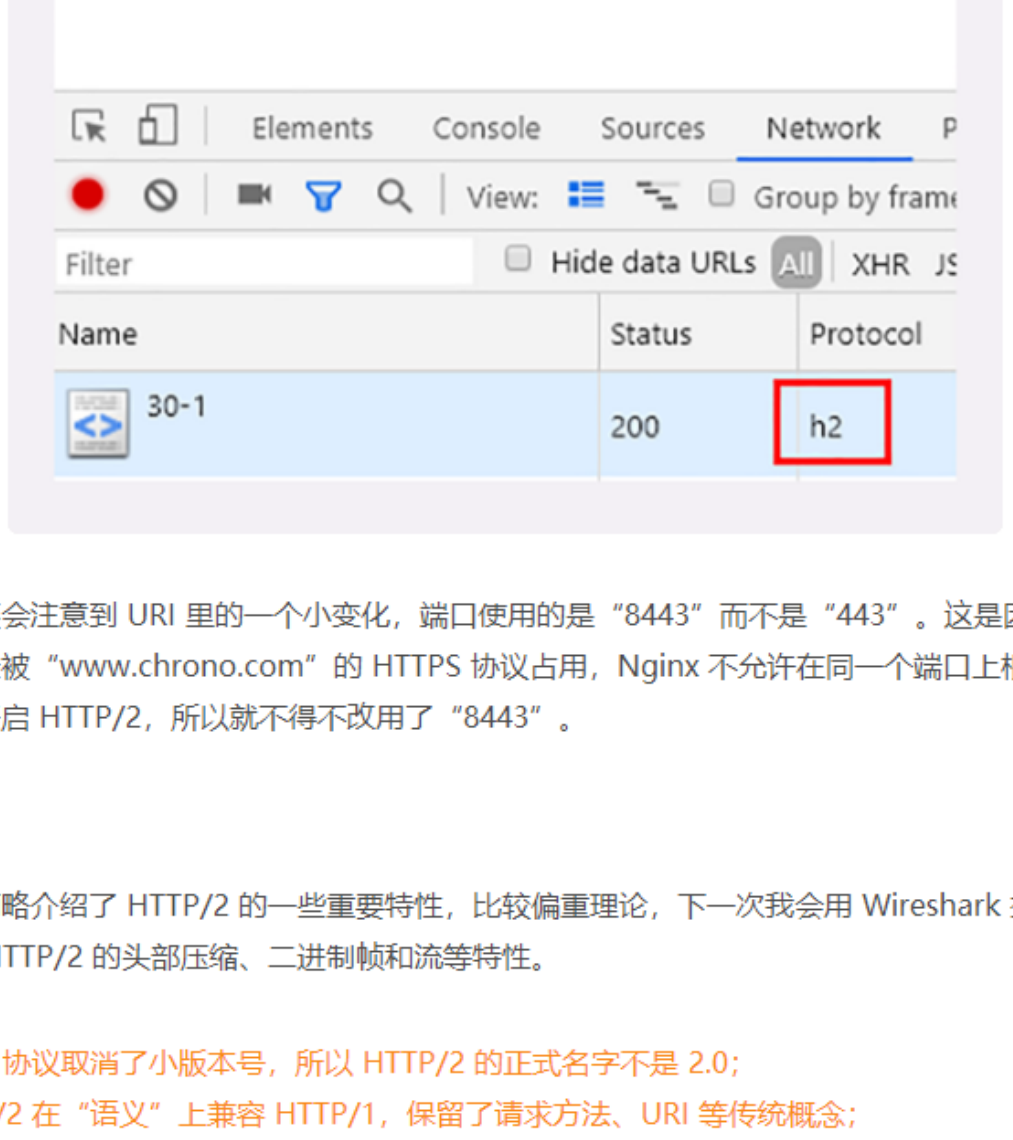 Elements Console Sources Network P
View: Group by frame
Filter Hide data URLs All XHR JS
Name Status Protocol
30-1 200 h2
会注意到 URI 里的一个小变化，端口使用的是“8443”而不是“443”。这是
被“www.chrono.com”的 HTTPS 协议占用，Nginx 不允许在同一个端口上
启 HTTP/2，所以就不得不改用了“8443”。
略介绍了 HTTP/2 的一些重要特性，比较偏重理论，下一次我会用 Wireshark
TTP/2 的头部压缩、二进制帧和流等特性。
协议取消了小版本号，所以 HTTP/2 的正式名字不是 2.0；
/2 在“语义”上兼容 HTTP/1，保留了请求方法、URI 等传统概念；